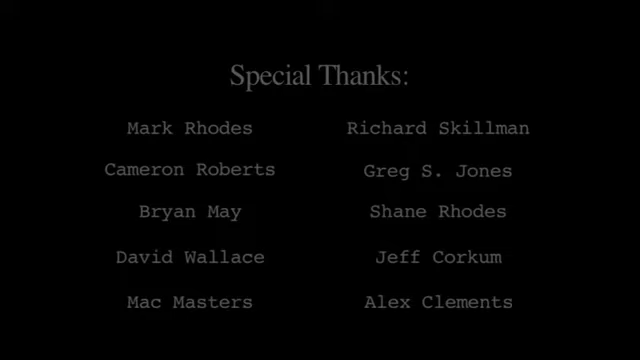 Special Thanks:
Mark Rhodes
Richard Skillman
Cameron Roberts
Greg S. Jones
Bryan May
Shane Rhodes
David Wallace
Jeff Corkum
Mac Masters
Alex Clements